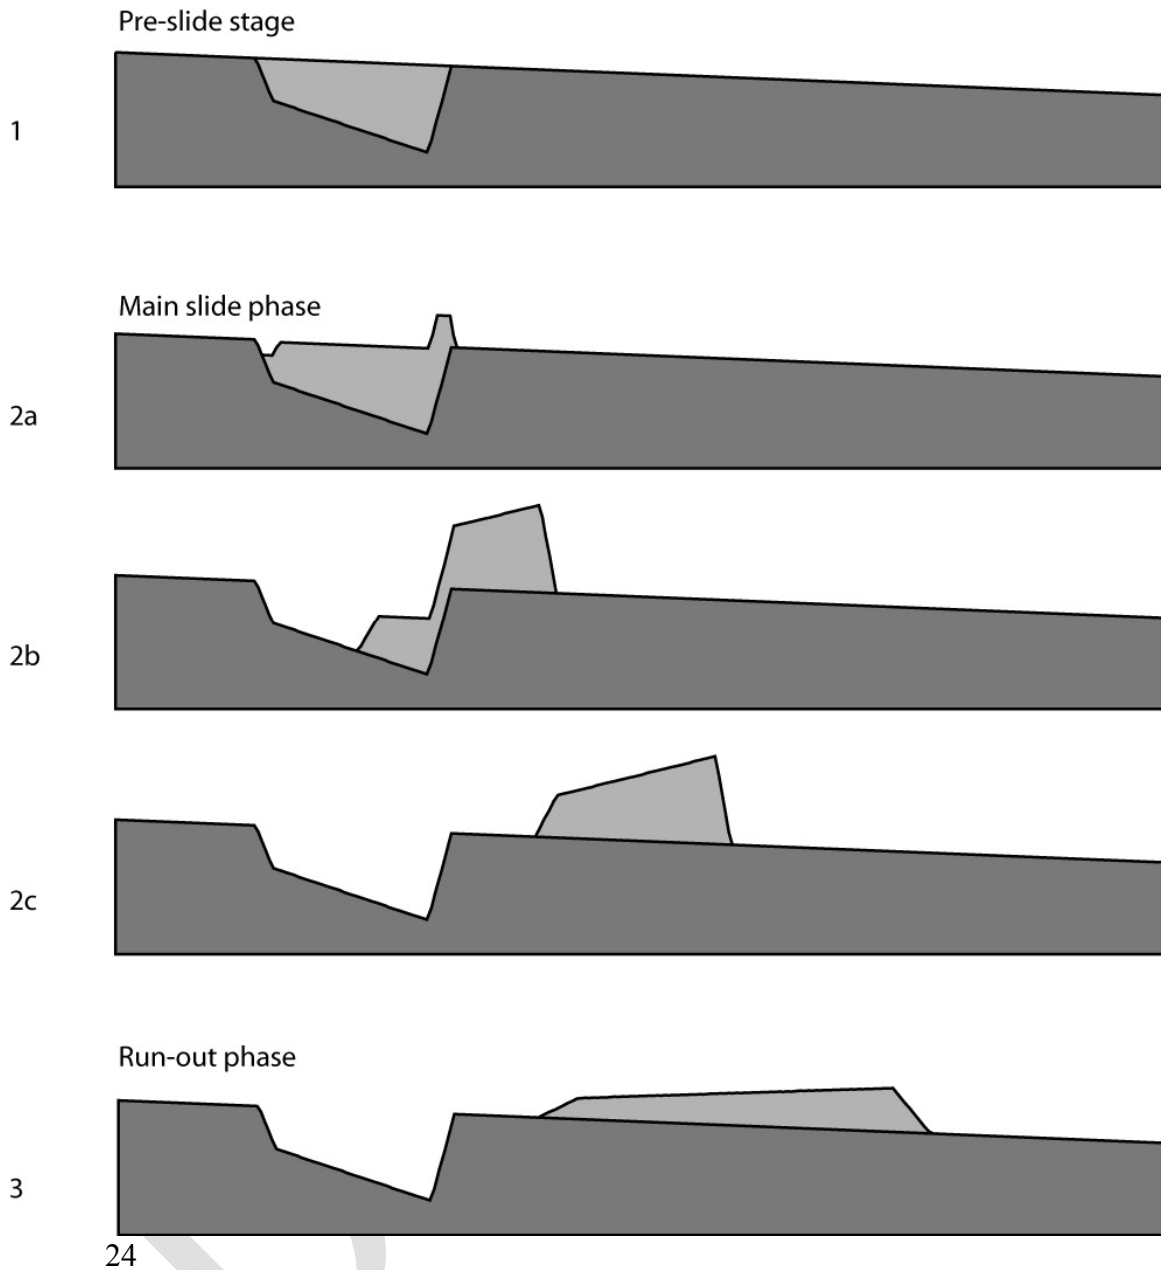 Pre-slide stage
1
Main slide phase
2a
2b
2c
Run-out phase
3
24